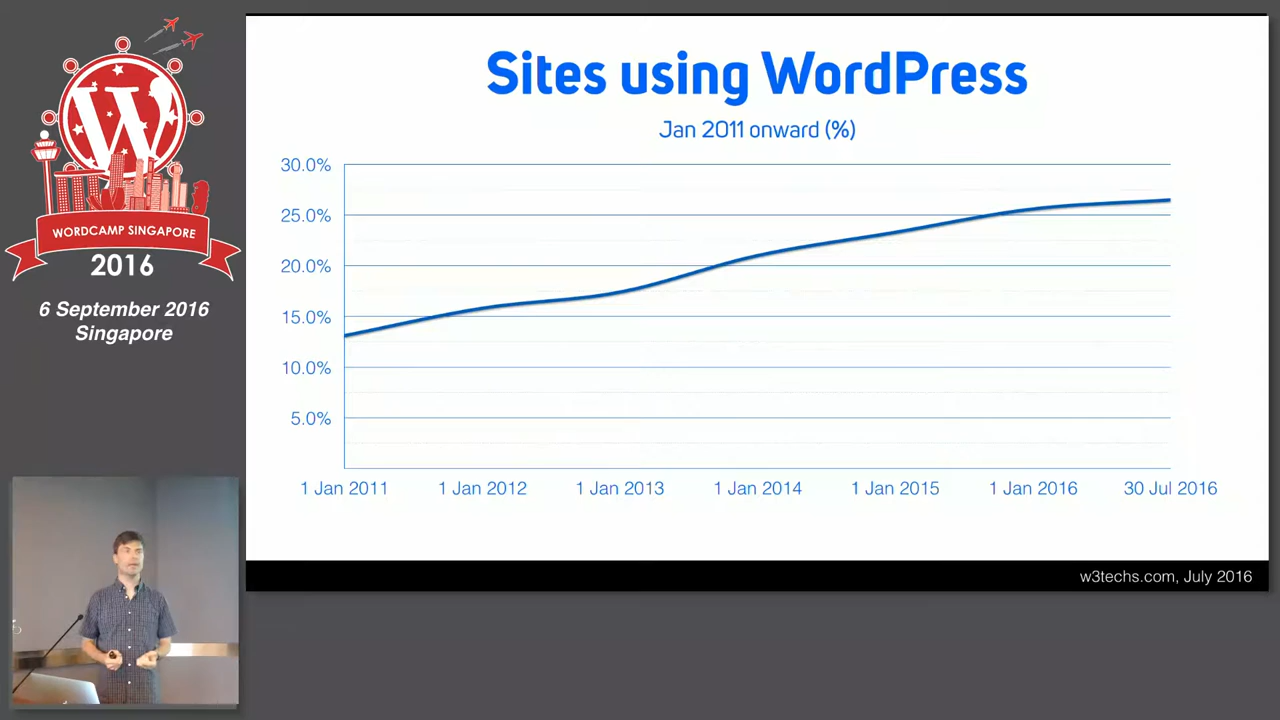 W
WORDCAMP SINGAPORE
2016
6 September 2016
Singapore
Sites using WordPress
Jan 2011 onward (%)
30.0%
25.0%
20.0%
15.0%
10.0%
5.0%
1 Jan 2011 1 Jan 2012 1 Jan 2013 1 Jan 2014 1 Jan 2015 1 Jan 2016 30 Jul 2016
w3techs.com, July 2016